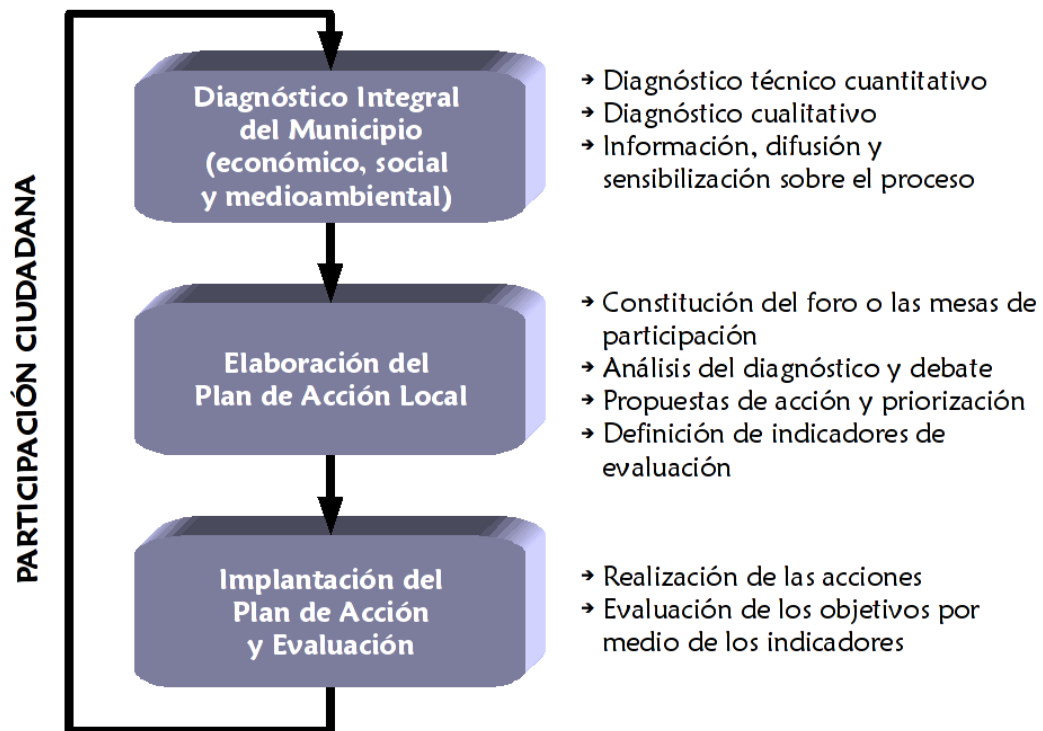 PARTICIPACIÓN CIUDADANA
Diagnóstico Integral
del Municipio
(económico, social
y medioambiental)
➔ Diagnóstico técnico cuantitativo
➔ Diagnóstico cualitativo
➔ Información, difusión y
sensibilización sobre el proceso
Elaboración del
Plan de Acción Local
➔ Constitución del foro o las mesas de
participación
➔ Análisis del diagnóstico y debate
➔ Propuestas de acción y priorización
➔ Definición de indicadores de
evaluación
Implantación del
Plan de Acción
y Evaluación
➔ Realización de las acciones
➔ Evaluación de los objetivos por
medio de los indicadores